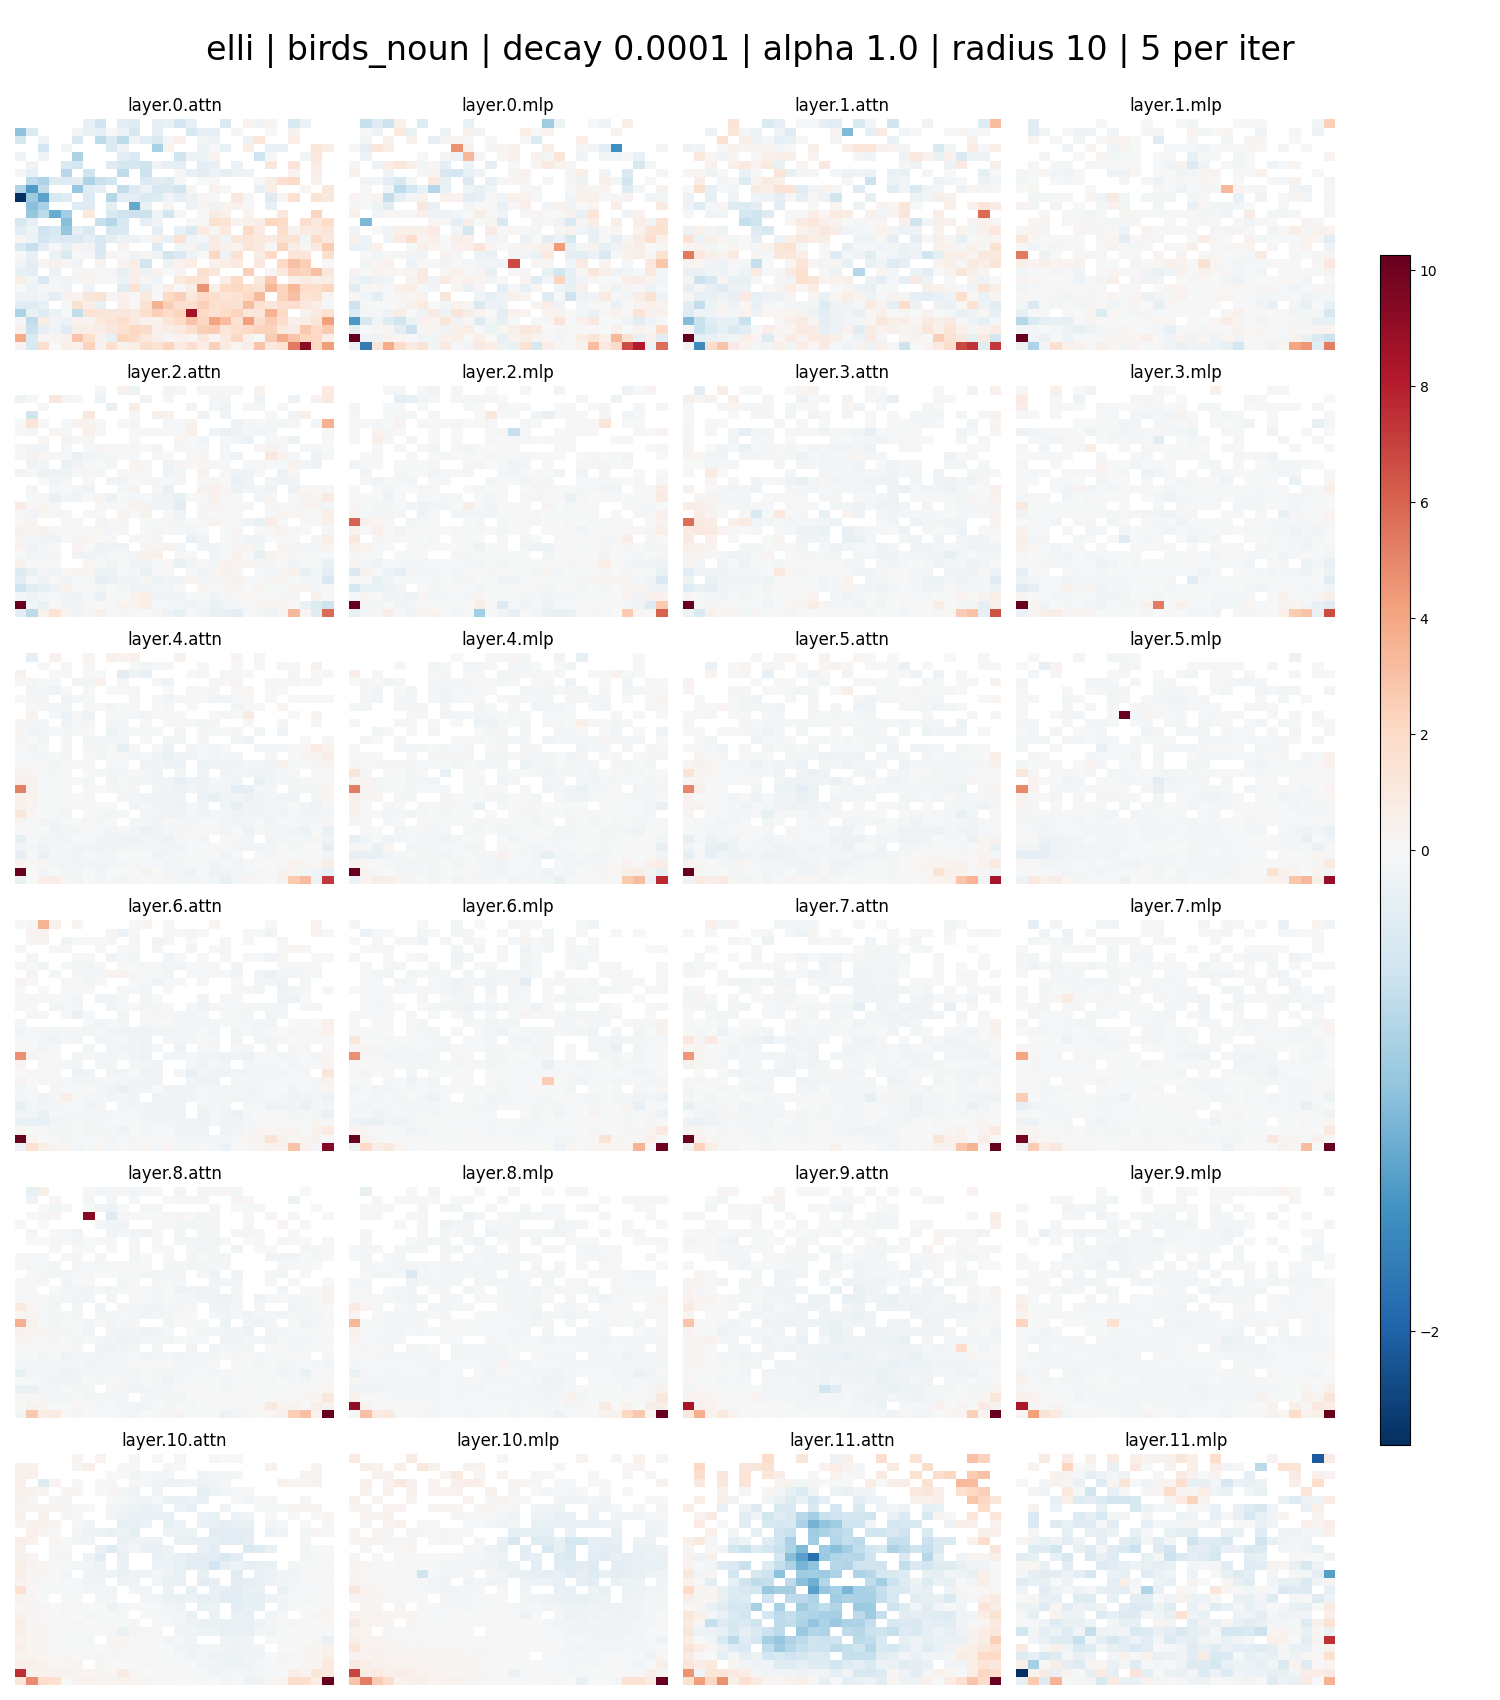 elli | birds_noun | decay 0.0001 | alpha 1.0 | radius 10 | 5 per iter
layer.0.attn
layer.0.mlp
layer.1.attn
layer.1.mlp
layer.2.attn
layer.2.mlp
layer.3.attn
layer.3.mlp
layer.4.attn
layer.4.mlp
layer.5.attn
layer.5.mlp
layer.6.attn
layer.6.mlp
layer.7.attn
layer.7.mlp
layer.8.attn
layer.8.mlp
layer.9.attn
layer.9.mlp
layer.10.attn
layer.10.mlp
layer.11.attn
layer.11.mlp
10
8
6
4
2
0
−2